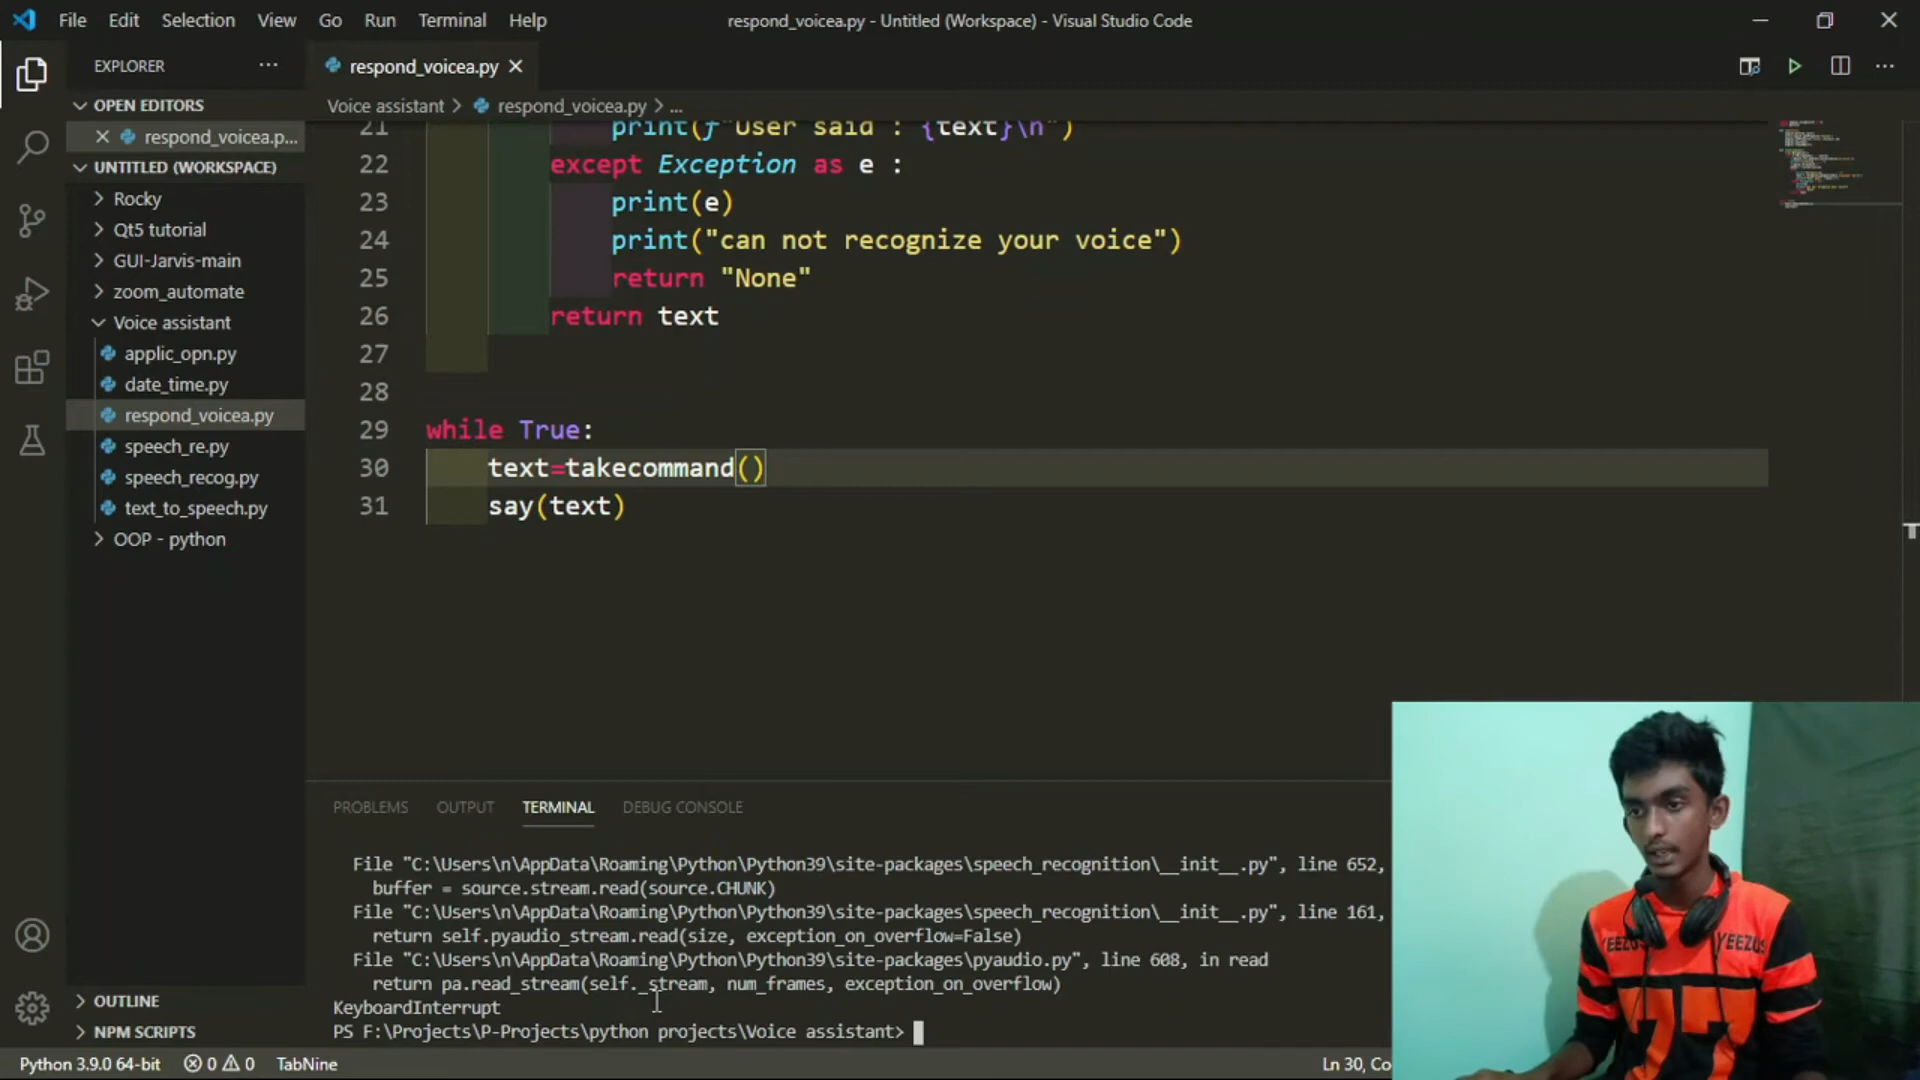 File Edit Selection View Go Run Terminal Help
respond_voicea.py - Untitled (Workspace) - Visual Studio Code
EXPLORER
respond_voicea.py
OPEN EDITORS
respond_voicea.p...
UNTITLED (WORKSPACE)
Rocky
Qt5 tutorial
GUI-Jarvis-main
zoom_automate
Voice assistant
applic_opn.py
date_time.py
respond_voicea.py
speech_re.py
speech_recog.py
text_to_speech.py
OOP - python
OUTLINE
NPM SCRIPTS
Voice assistant > respond_voicea.py > ...
21 print(f"User said : {text}\n")
22 except Exception as e :
23 print(e)
24 print("can not recognize your voice")
25 return "None"
26 return text
27
28
29 while True:
30 text=takecommand()
31 say(text)
PROBLEMS OUTPUT TERMINAL DEBUG CONSOLE
File "C:\Users\n\AppData\Roaming\Python\Python39\site-packages\speech_recognition\__init__.py", line 652,
buffer = source.stream.read(source.CHUNK)
File "C:\Users\n\AppData\Roaming\Python\Python39\site-packages\speech_recognition\__init__.py", line 161,
return self.pyaudio_stream.read(size, exception_on_overflow=False)
File "C:\Users\n\AppData\Roaming\Python\Python39\site-packages\pyaudio.py", line 608, in read
return pa.read_stream(self._stream, num_frames, exception_on_overflow)
KeyboardInterrupt
PS F:\Projects\P-Projects\python projects\Voice assistant>
YEEZUS YEEZUS
Python 3.9.0 64-bit 0 0 TabNine
Ln 30, Co